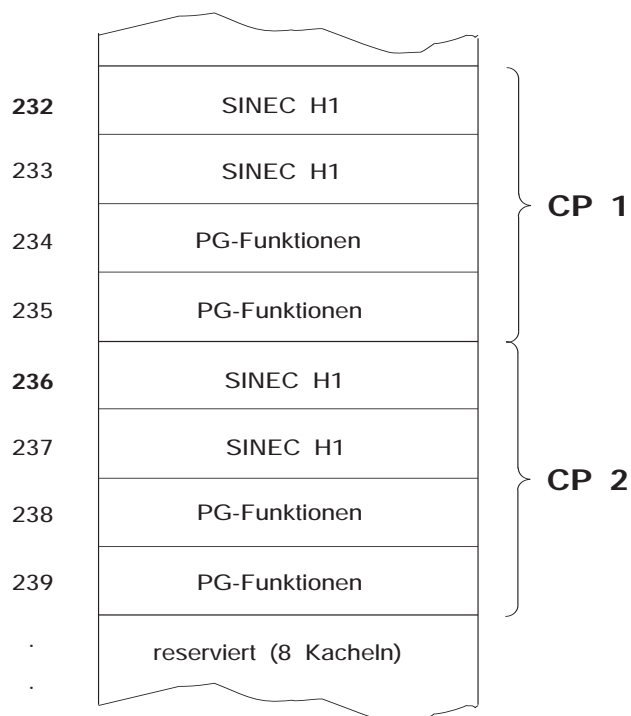 232 SINEC H1
233 SINEC H1
234 PG-Funktionen
CP 1
235 PG-Funktionen
236 SINEC H1
237 SINEC H1
CP 2
238 PG-Funktionen
239 PG-Funktionen
. reserviert (8 Kacheln)
.